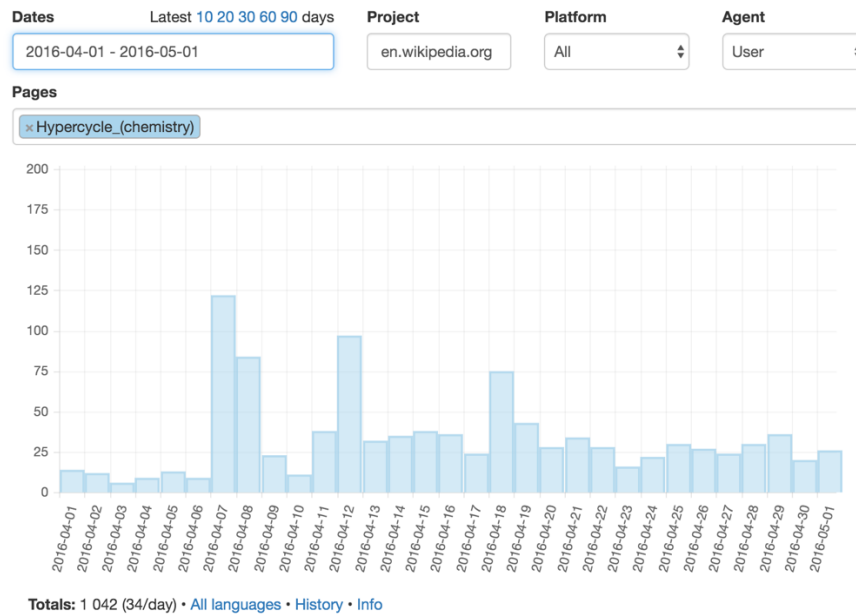 Dates Latest 10 20 30 60 90 days Project Platform Agent
2016-04-01 - 2016-05-01 en.wikipedia.org All User
Pages
×Hypercycle_(chemistry)
200
175
150
125
100
75
50
25
0
2016-04-01 2016-04-02 2016-04-03 2016-04-04 2016-04-05 2016-04-06 2016-04-07 2016-04-08 2016-04-09 2016-04-10 2016-04-11 2016-04-12 2016-04-13 2016-04-14 2016-04-15 2016-04-16 2016-04-17 2016-04-18 2016-04-19 2016-04-20 2016-04-21 2016-04-22 2016-04-23 2016-04-24 2016-04-25 2016-04-26 2016-04-27 2016-04-28 2016-04-29 2016-04-30 2016-05-01
Totals: 1 042 (34/day) • All languages • History • Info